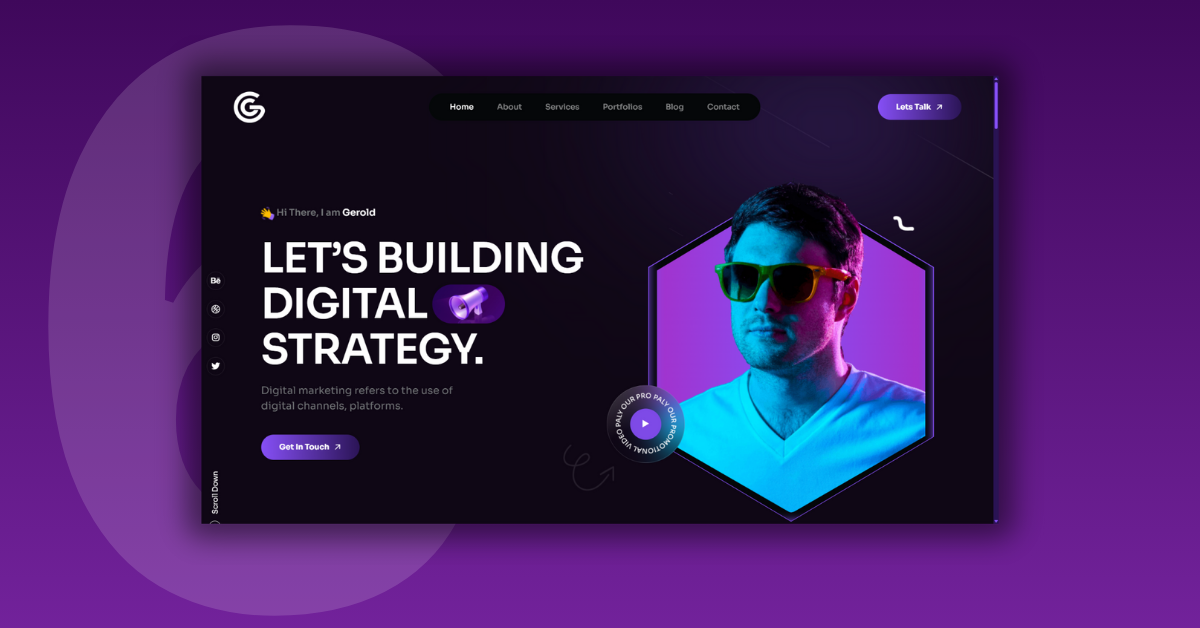 6
G
Home About Services Portfolios Blog Contact
Lets Talk
Hi There, I am Gerold
LET’S BUILDING
DIGITAL
STRATEGY.
Digital marketing refers to the use of
digital channels, platforms.
Get In Touch
Bē
Scroll Down
PALY OUR PRO PALY OUR PROMOTIONAL VIDEO